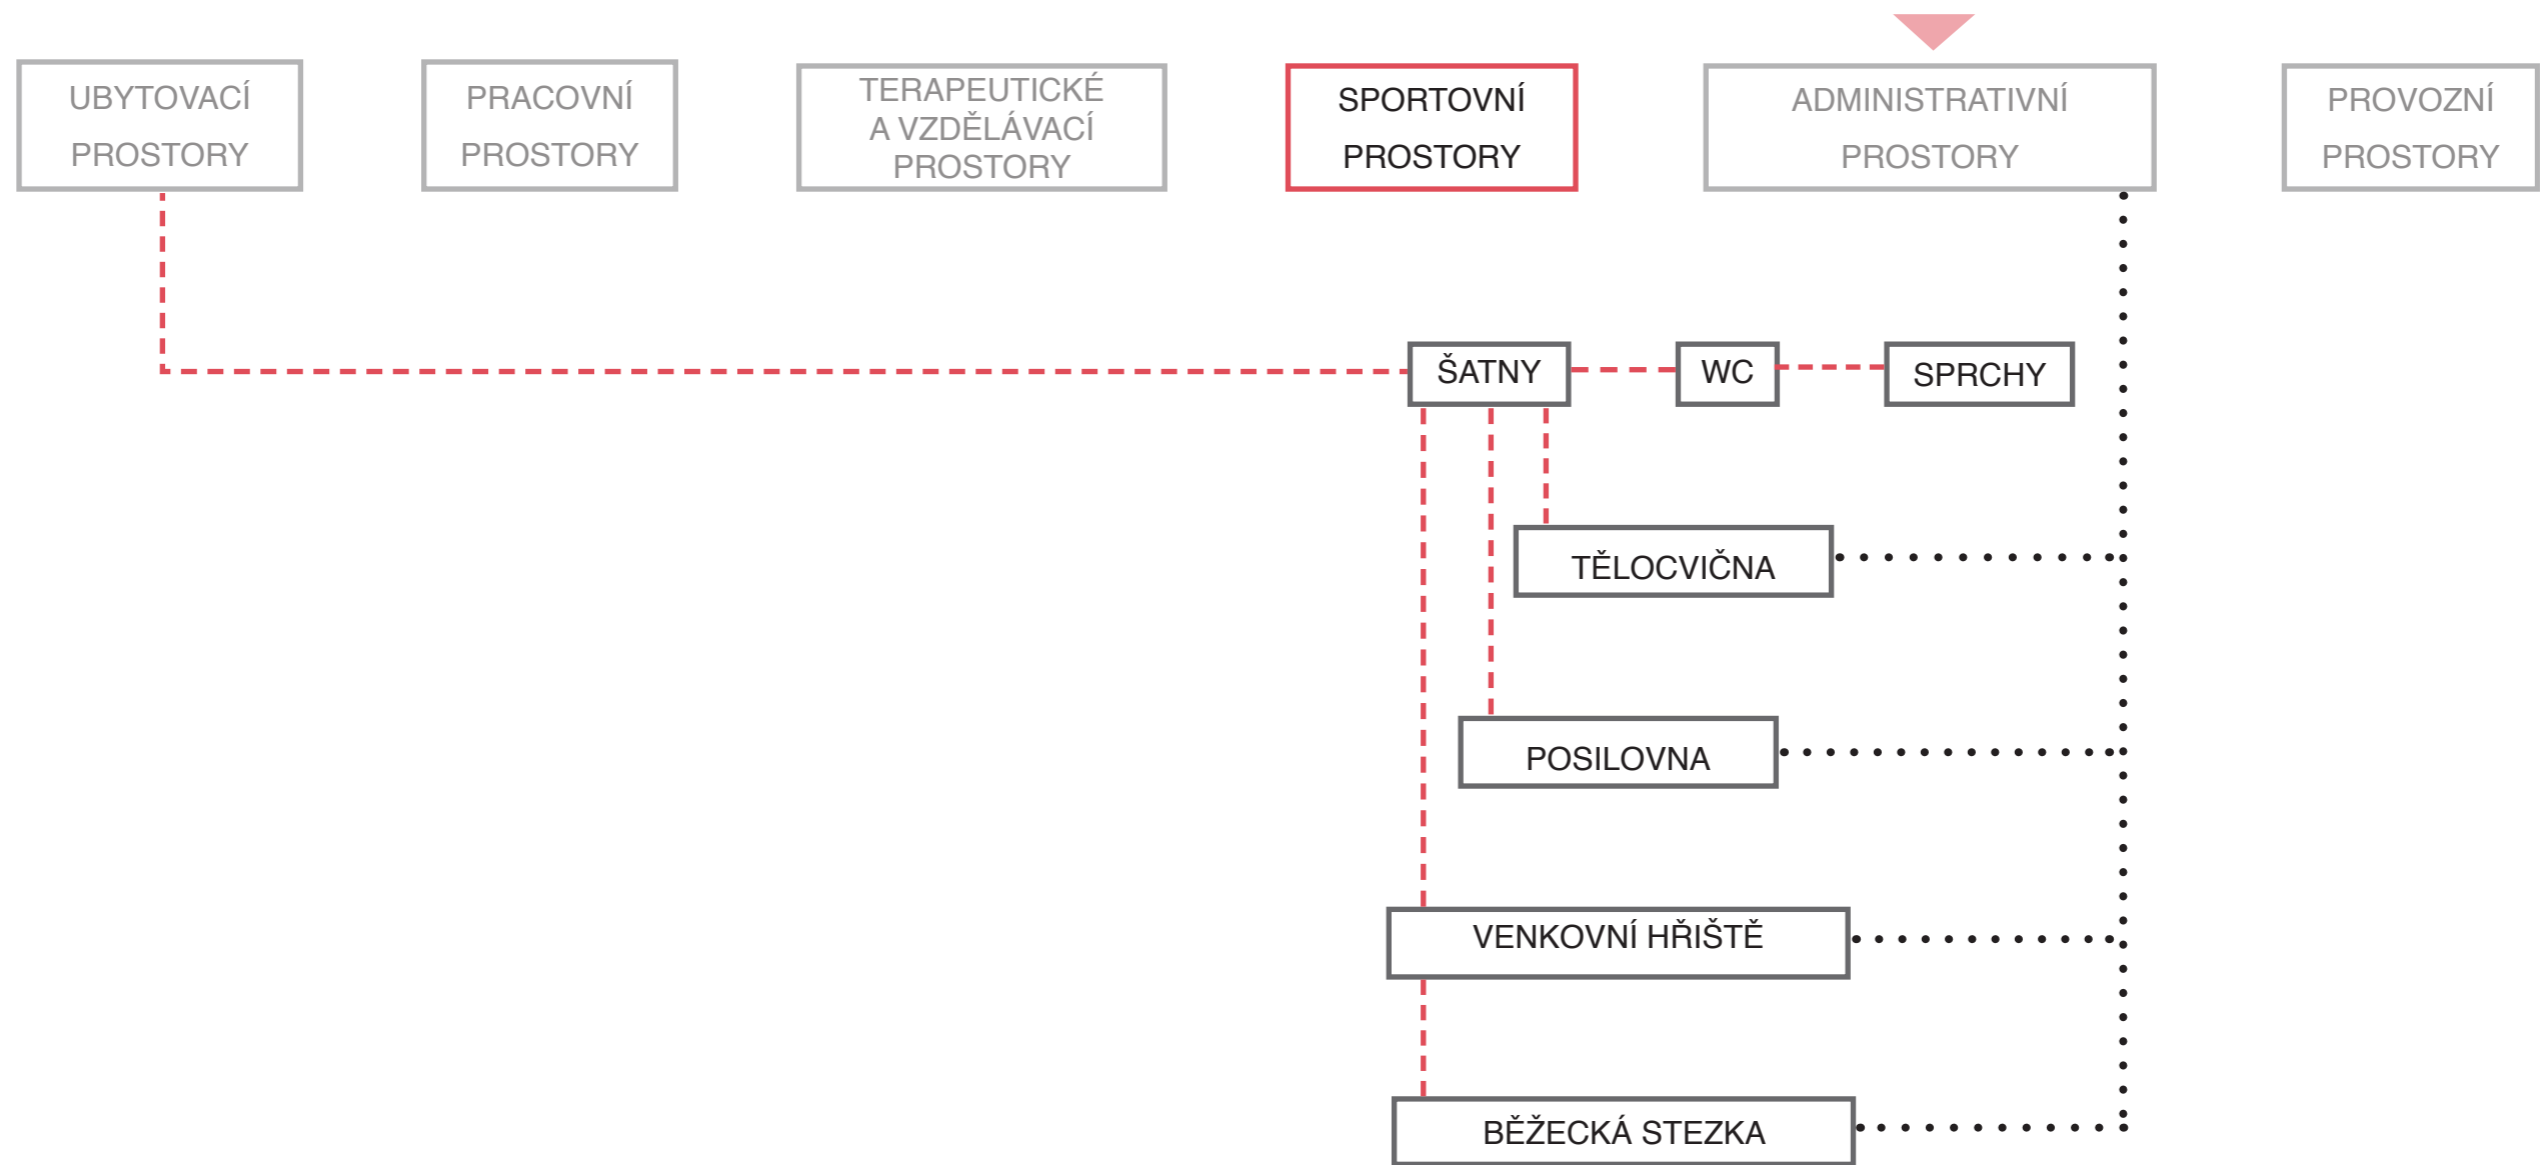 UBYTOVACÍ
PROSTORY
PRACOVNÍ
PROSTORY
TERAPEUTICKÉ
A VZDĚLÁVACÍ
PROSTORY
SPORTOVNÍ
PROSTORY
ADMINISTRATIVNÍ
PROSTORY
PROVOZNÍ
PROSTORY
ŠATNY
WC
SPRCHY
TĚLOCVIČNA
POSILOVNA
VENKOVNÍ HŘIŠTĚ
BĚŽECKÁ STEZKA